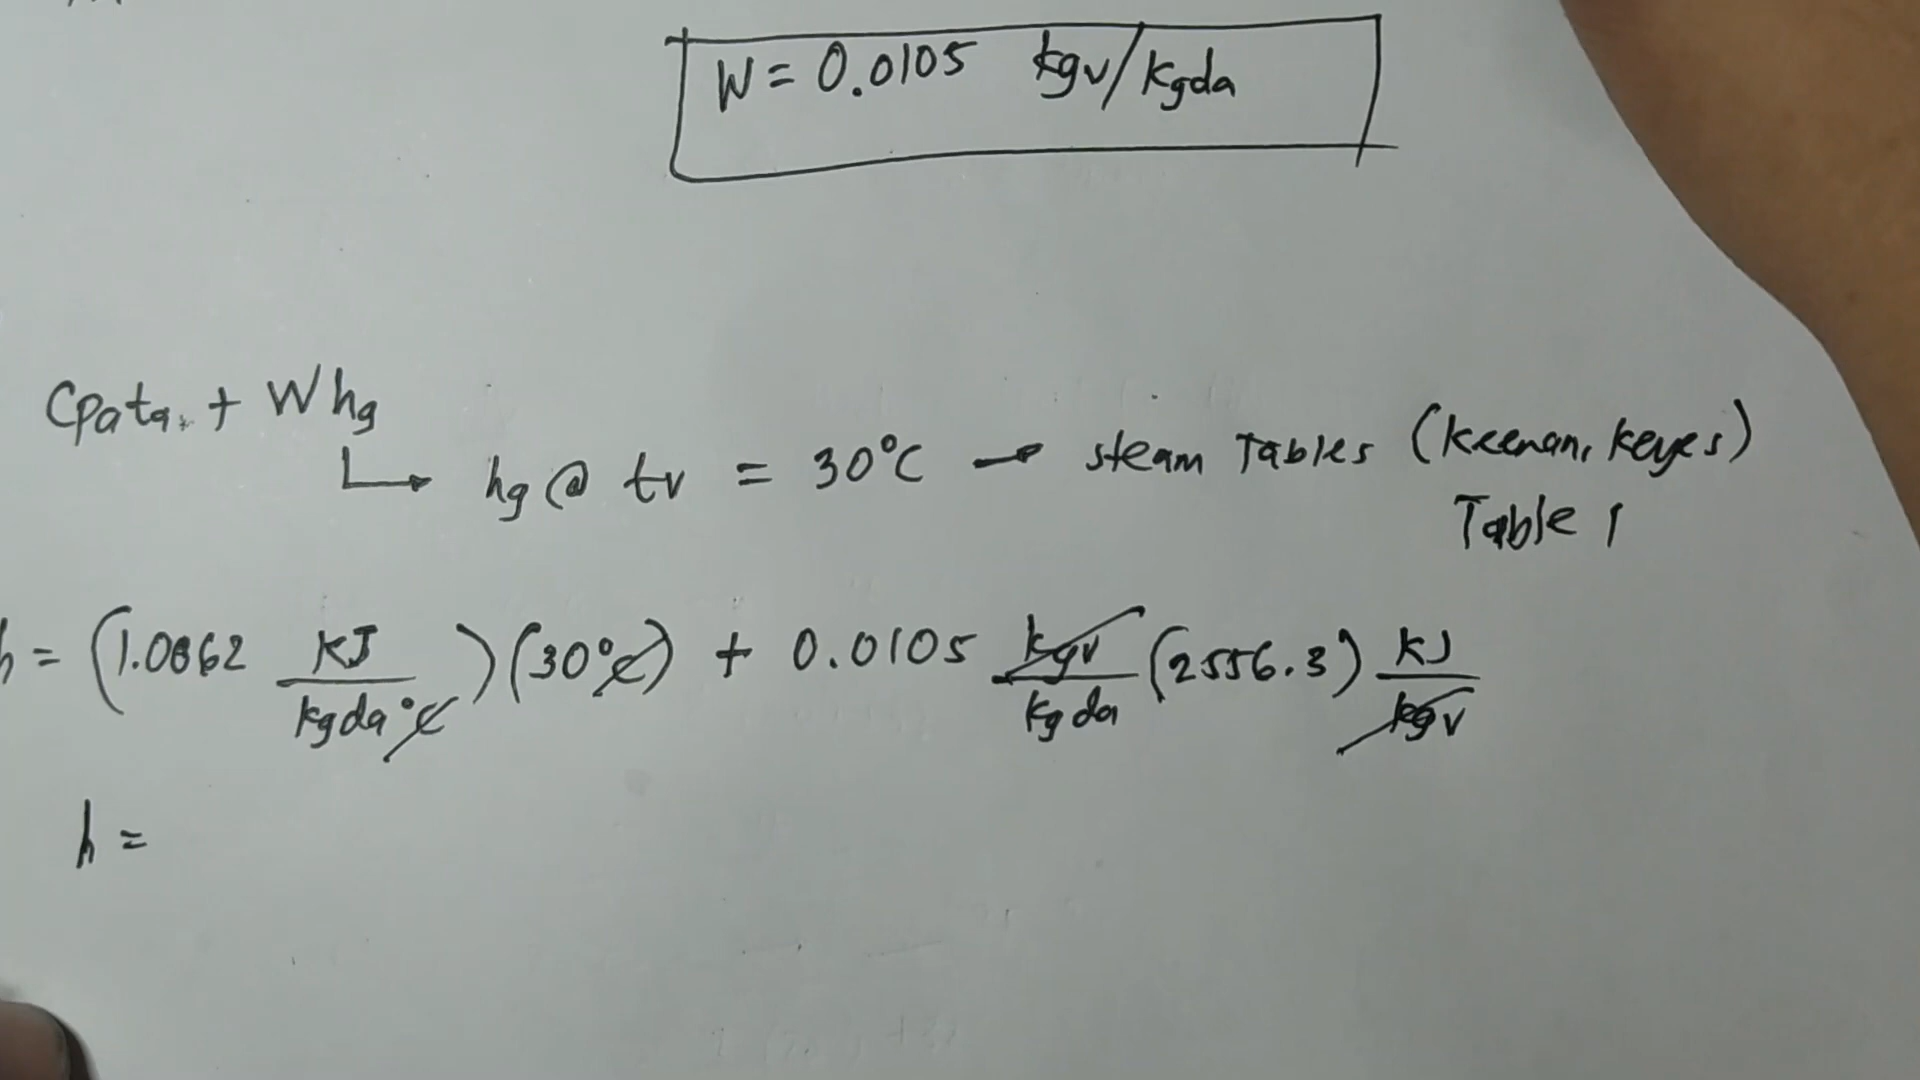 W = 0.0105 kgv/kgda
Cpata + Whg
hg @ tv = 30°C → steam Tables (Keenan, Keyes)
Table 1
h = (1.0062 KJ/kgda°C)(30°C) + 0.0105 kgv/kgda (2556.3) KJ/kgv
h =